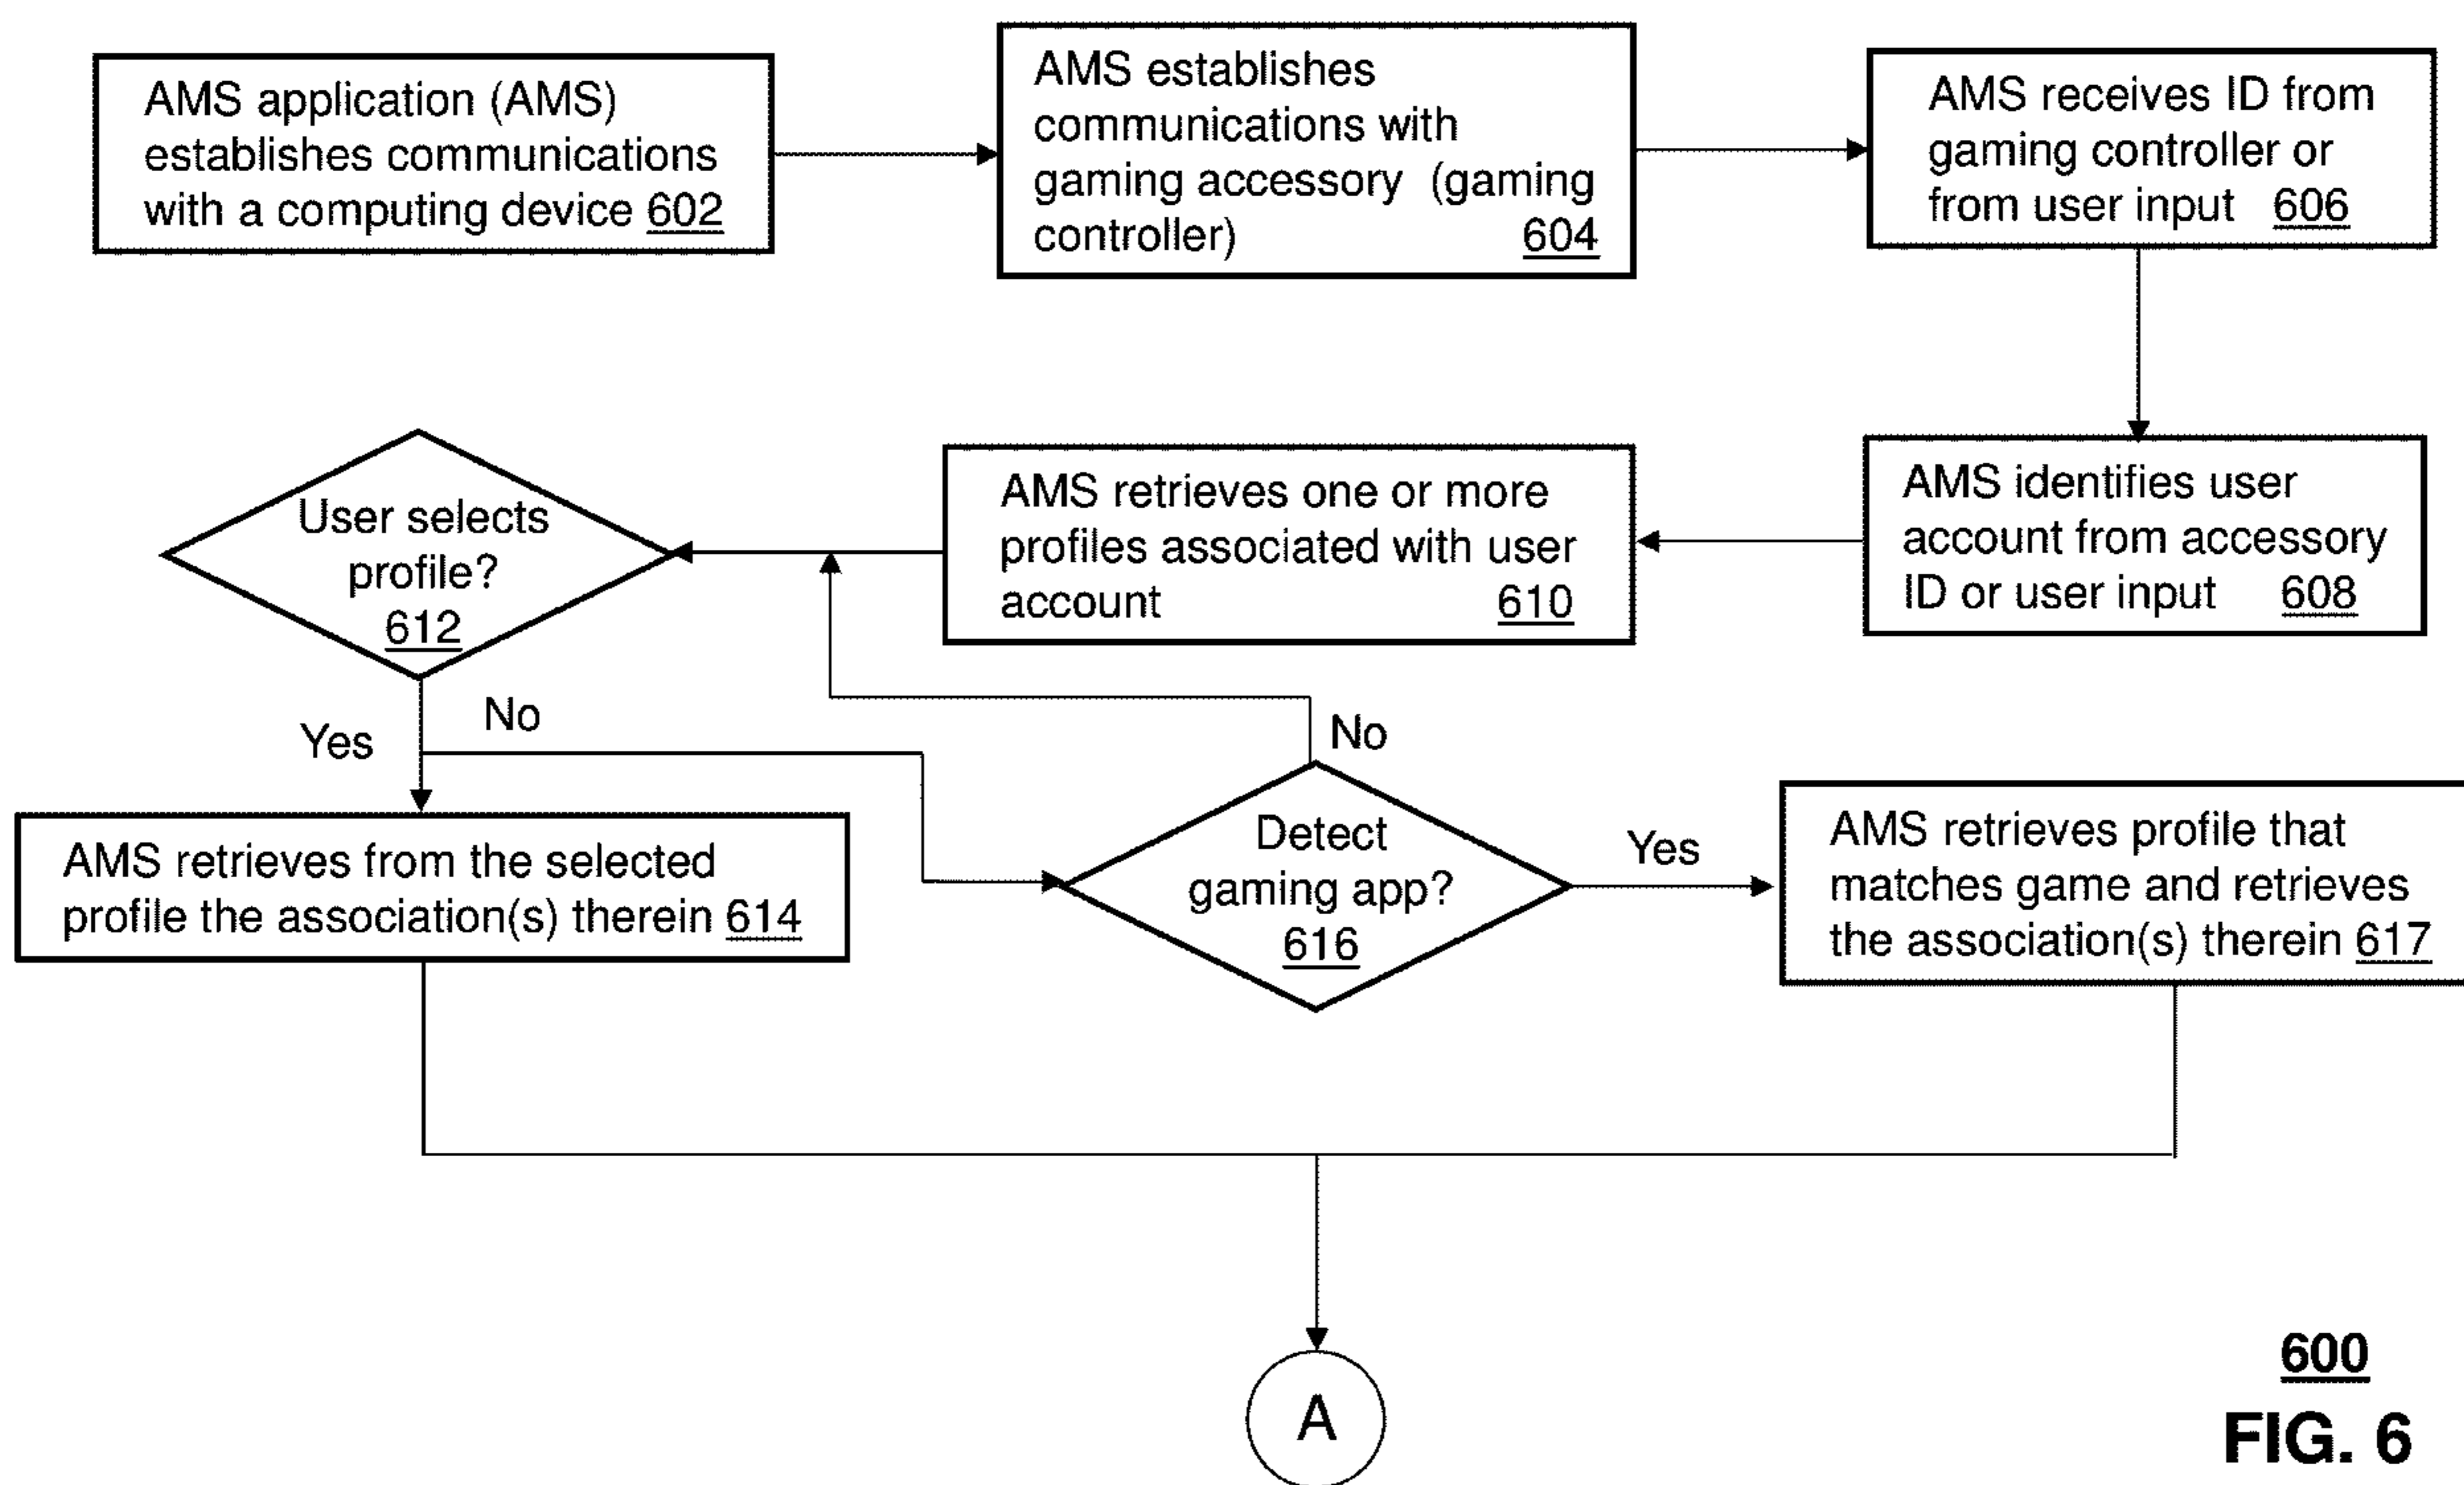 AMS application (AMS)
establishes communications
with a computing device 602
AMS establishes
communications with
gaming accessory (gaming
controller) 604
AMS receives ID from
gaming controller or
from user input 606
AMS identifies user
account from accessory
ID or user input 608
AMS retrieves one or more
profiles associated with user
account 610
User selects
profile?
612
Yes
No
AMS retrieves from the selected
profile the association(s) therein 614
No
Detect
gaming app?
616
Yes
AMS retrieves profile that
matches game and retrieves
the association(s) therein 617
A
600
FIG. 6